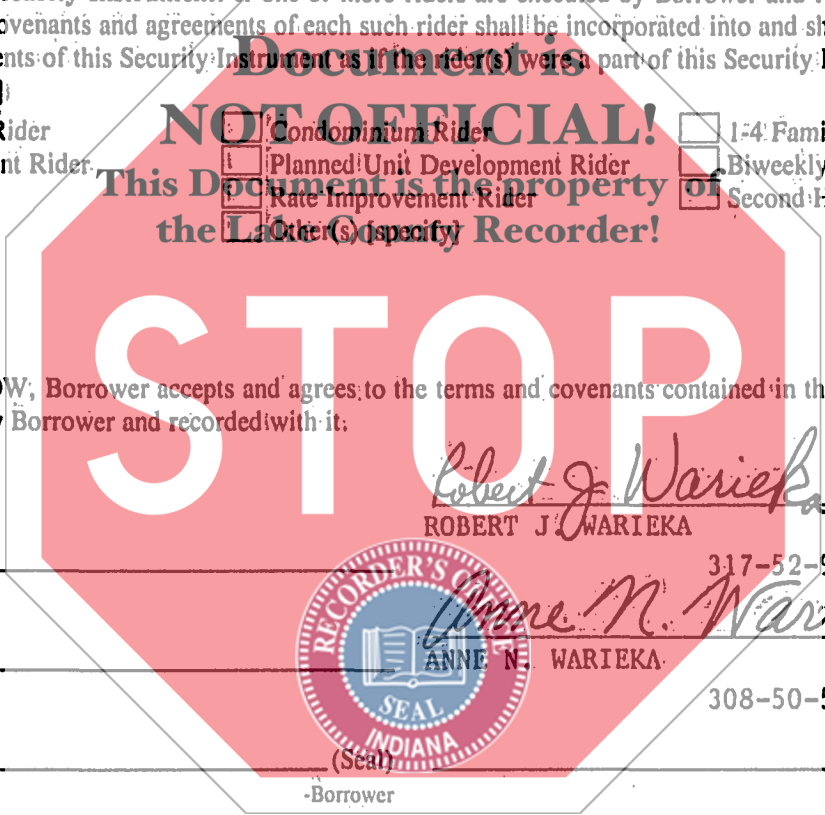 ovenants and agreements of each such rider shall be incorporated into and sh
ents of this Security Instrument as if the rider(s) were a part of this Security
Document is
NOT OFFICIAL!
This Document is the property of
the Lake County Recorder!
Rider Condominium Rider 1-4 Fami
nt Rider Planned Unit Development Rider Biweekly
Rate Improvement Rider Second H
Other(s) [specify]
STOP
W, Borrower accepts and agrees to the terms and covenants contained in th
Borrower and recorded with it.
Robert J. Warieka
ROBERT J. WARIEKA
317-52-
Anne N. War
ANNE N. WARIEKA
308-50-5
RECORDER'S OFFICE
SEAL
INDIANA
(Seal)
-Borrower